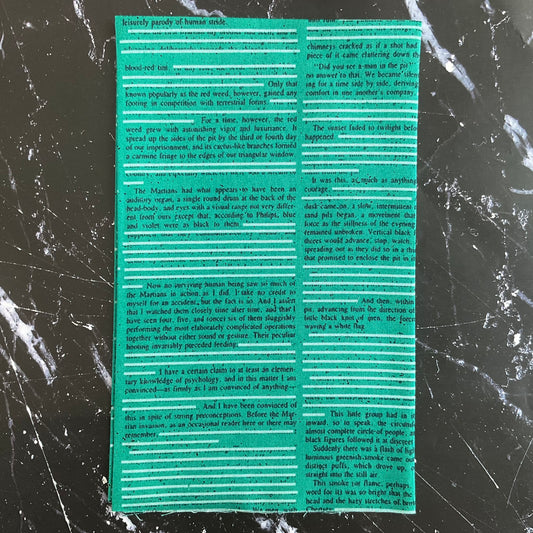 leisurely parody of human stride.
blood-red tint.
Only that
known popularly as the red weed, however, gained any
footing in competition with terrestrial forms.
For a time, however, the red
weed grew with astonishing vigor and luxuriance. It
spread up the sides of the pit by the third or fourth day
of our imprisonment, and its cactus-like branches formed
a carmine fringe to the edges of our triangular window.
The Martians had what appears to have been an
auditory organ, a single round drum at the back of the
head-body, and eyes with a visual range not very differ-
ent from ours except that, according to Philips, blue
and violet were as black to them.
Now no surviving human being saw so much of
the Martians in action as I did. I take no credit to
myself for an accident, but the fact is so. And I assert
that I watched them closely time after time, and that I
have seen four, five, and (once) six of them sluggishly
performing the most elaborately complicated operations
together without either sound or gesture. Their peculiar
hooting invariably preceded feeding;
I have a certain claim to at least an elemen-
tary knowledge of psychology, and in this matter I am
convinced—as firmly as I am convinced of anything—
And I have been convinced of
this in spite of strong preconceptions. Before the Mar-
tian invasion, as an occasional reader here or there may
remember,
chimneys cracked as if a shot had
piece of it came clattering down the
"Did you see a man in the pit
no answer to that. We became silent
ing for a time side by side, deriving
comfort in one another's company.
The sunset faded to twilight before
happened.
It was this, as much as anything
courage.
dusk came on, a slow, intermittent
sand pits began, a movement that
force as the stillness of the evening
remained unbroken. Vertical black
threes would advance, stop, watch,
spreading out as they did so in a thin
that promised to enclose the pit in
And then, within
pit, advancing from the direction of
little black knot of men, the forem
waving a white flag.
This little group had in it
inward, so to speak, the circum
almost complete circle of people, and
black figures followed it at discreet
Suddenly there was a flash of light
luminous greenish smoke came out
distinct puffs, which drove up,
straight into the still air.
This smoke (or flame, perhaps,
word for it) was so bright that the
head and the hazy stretches of brown
Chertsey,